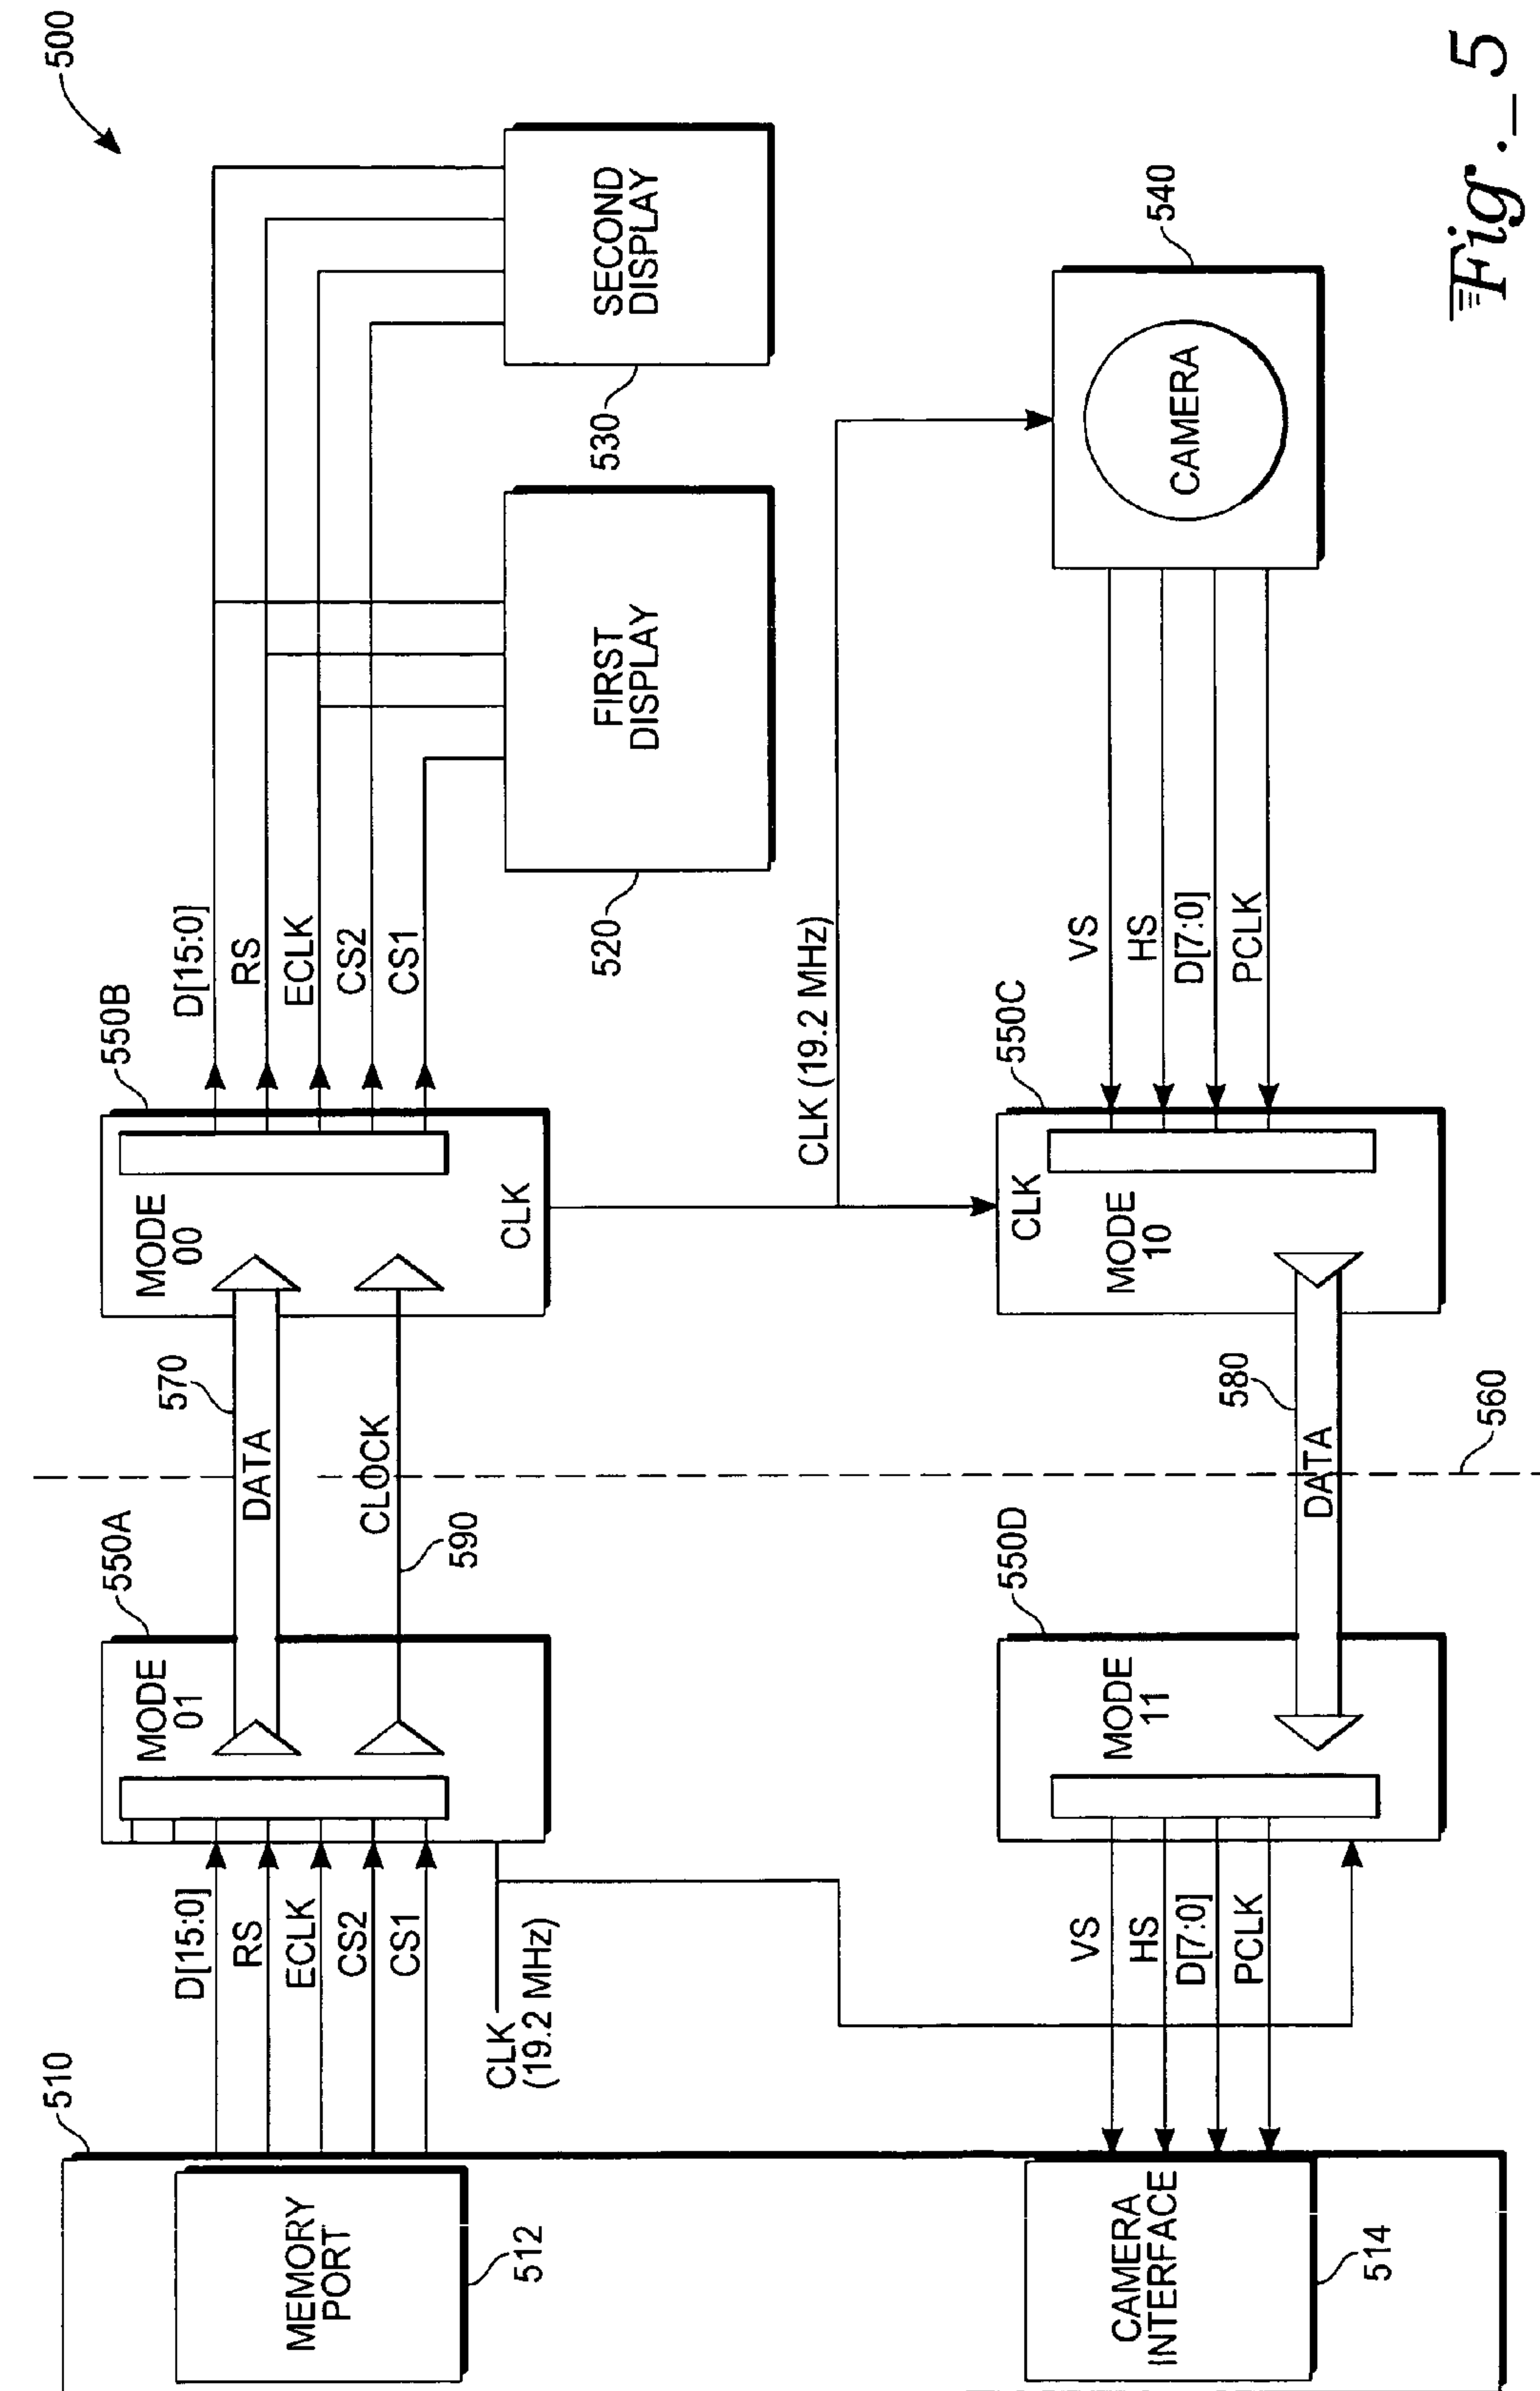 500
510
MEMORY
PORT
512
D[15:0]
RS
ECLK
CS2
CS1
CLK
(19.2 MHz)
550A
MODE
01
570
DATA
CLOCK
590
550B
MODE
00
CLK
D[15:0]
RS
ECLK
CS2
CS1
FIRST
DISPLAY
520
SECOND
DISPLAY
530
CLK (19.2 MHz)
CAMERA
INTERFACE
514
VS
HS
D[7:0]
PCLK
550D
MODE
11
DATA
580
560
550C
CLK
MODE
10
VS
HS
D[7:0]
PCLK
CAMERA
540
Fig._5